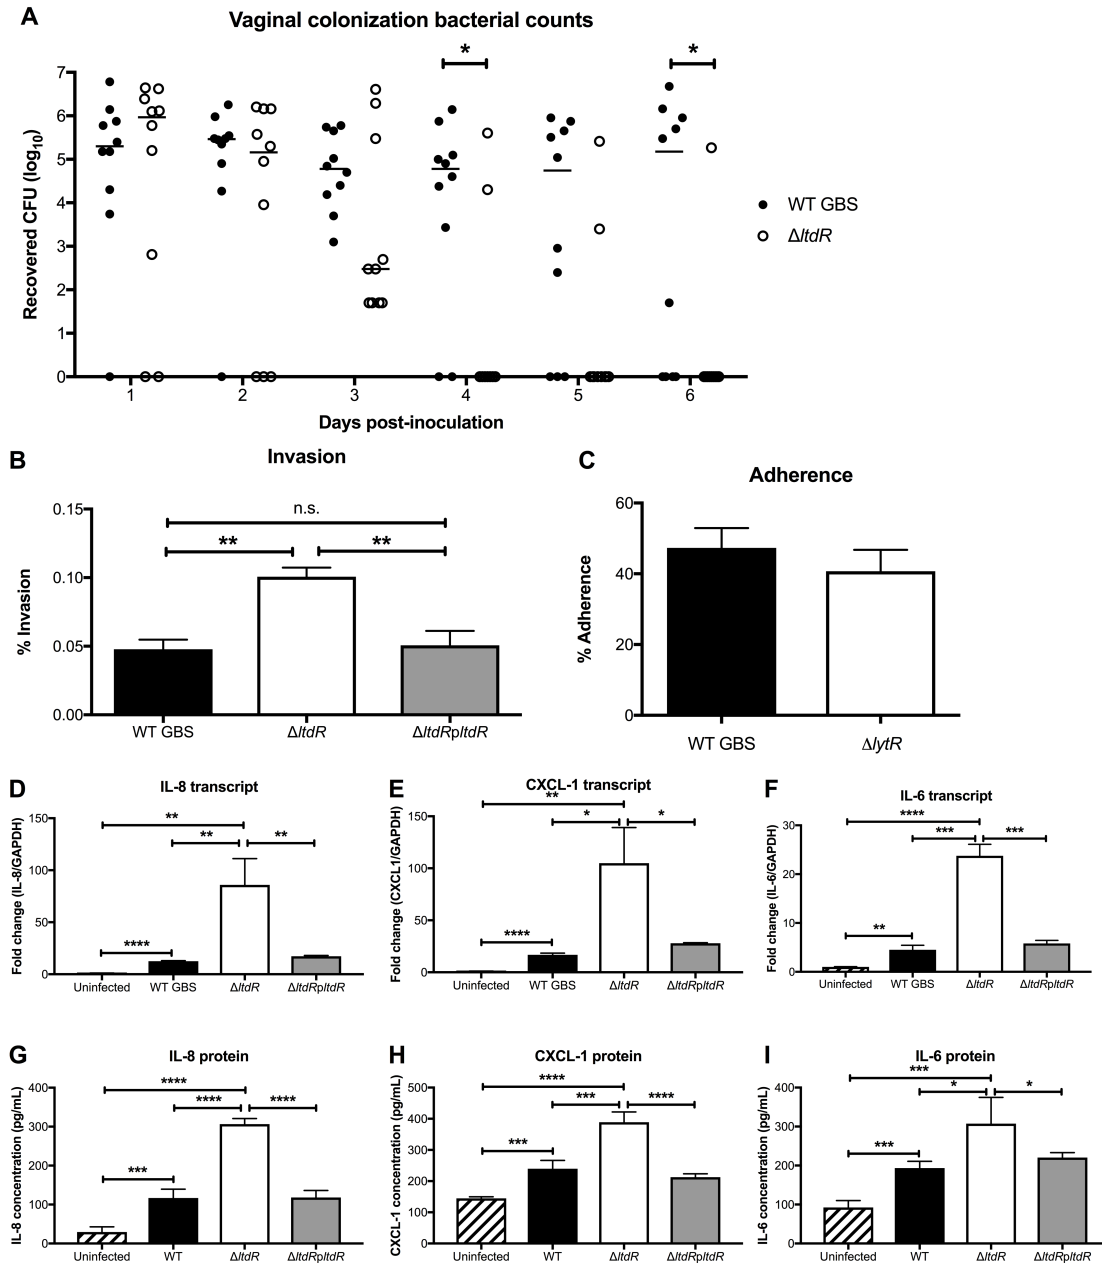 A
Vaginal colonization bacterial counts
* *
7
6
5
4
3
2
1
0
Recovered CFU (log10)
1 2 3 4 5 6
Days post-inoculation
WT GBS
ΔltdR
B
Invasion
n.s.
** **
0.15
0.10
0.05
0.00
% Invasion
WT GBS ΔltdR ΔltdRpltdR
C
Adherence
60
40
20
0
% Adherence
WT GBS ΔlytR
D
IL-8 transcript
**
** **
****
150
100
50
0
Fold change (IL-8/GAPDH)
Uninfected WT GBS ΔltdR ΔltdRpltdR
E
CXCL-1 transcript
**
* *
****
150
100
50
0
Fold change (CXCL1/GAPDH)
Uninfected WT GBS ΔltdR ΔltdRpltdR
F
IL-6 transcript
****
*** ***
**
30
20
10
0
Fold change (IL-6/GAPDH)
Uninfected WT GBS ΔltdR ΔltdRpltdR
G
IL-8 protein
****
**** ****
***
400
300
200
100
0
IL-8 concentration (pg/mL)
Uninfected WT ΔltdR ΔltdRpltdR
H
CXCL-1 protein
****
*** ****
***
500
400
300
200
100
0
CXCL-1 concentration (pg/mL)
Uninfected WT ΔltdR ΔltdRpltdR
I
IL-6 protein
***
* *
***
400
300
200
100
0
IL-6 concentration (pg/mL)
Uninfected WT ΔltdR ΔltdRpltdR